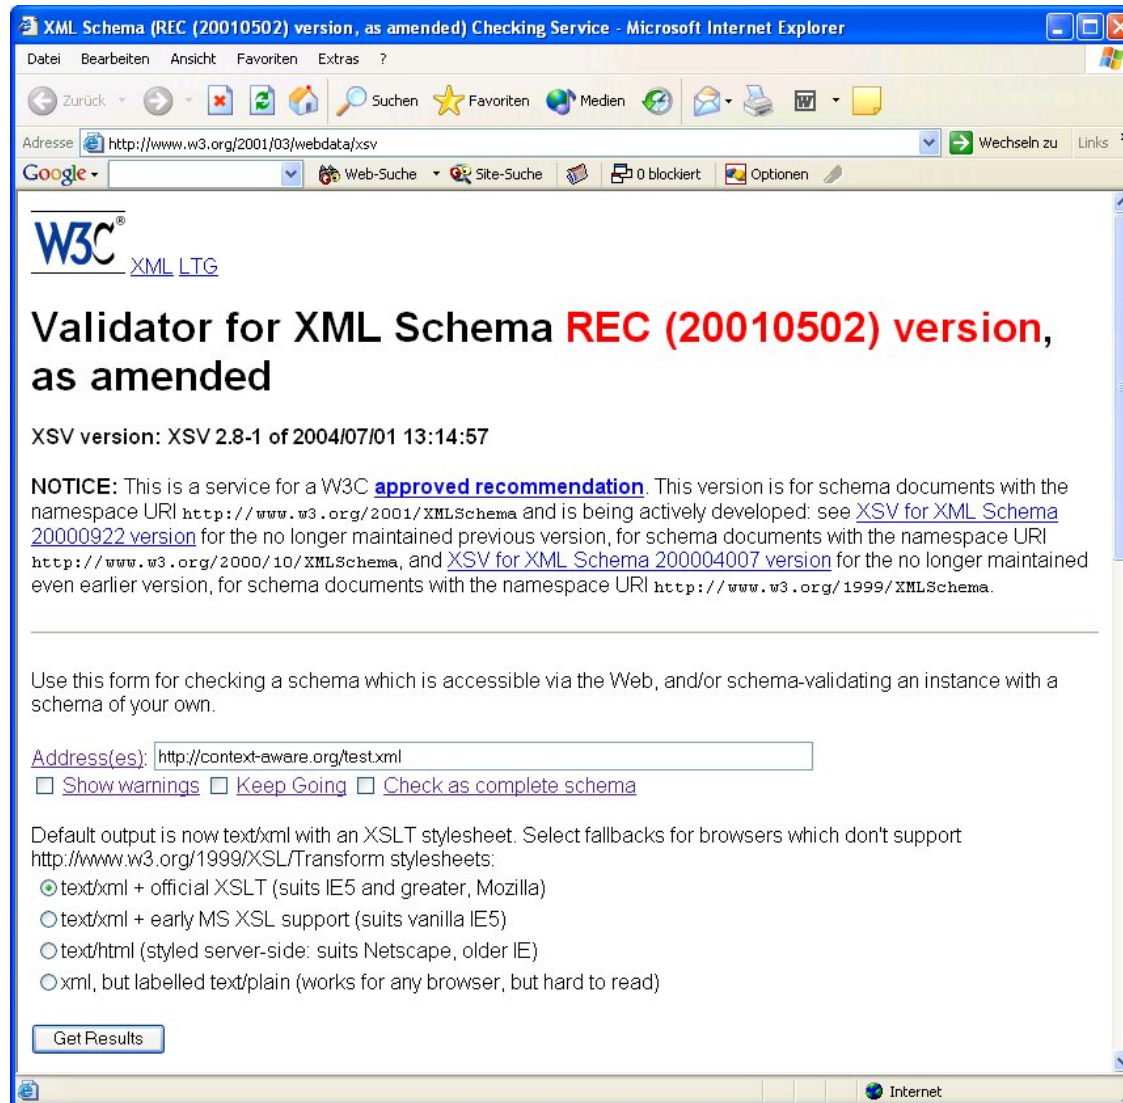 XML Schema (REC (20010502) version, as amended) Checking Service - Microsoft Internet Explorer
Datei Bearbeiten Ansicht Favoriten Extras ?
Zurück Suchen Favoriten Medien
Adresse http://www.w3.org/2001/03/webdata/xsv Wechseln zu Links
Google Web-Suche Site-Suche 0 blockiert Optionen
W3C® XML LTG
Validator for XML Schema REC (20010502) version,
as amended
XSV version: XSV 2.8-1 of 2004/07/01 13:14:57
NOTICE: This is a service for a W3C approved recommendation. This version is for schema documents with the
namespace URI http://www.w3.org/2001/XMLSchema and is being actively developed: see XSV for XML Schema
20000922 version for the no longer maintained previous version, for schema documents with the namespace URI
http://www.w3.org/2000/10/XMLSchema, and XSV for XML Schema 200004007 version for the no longer maintained
even earlier version, for schema documents with the namespace URI http://www.w3.org/1999/XMLSchema.
Use this form for checking a schema which is accessible via the Web, and/or schema-validating an instance with a
schema of your own.
Address(es): http://context-aware.org/test.xml
Show warnings Keep Going Check as complete schema
Default output is now text/xml with an XSLT stylesheet. Select fallbacks for browsers which don't support
http://www.w3.org/1999/XSL/Transform stylesheets:
text/xml + official XSLT (suits IE5 and greater, Mozilla)
text/xml + early MS XSL support (suits vanilla IE5)
text/html (styled server-side: suits Netscape, older IE)
xml, but labelled text/plain (works for any browser, but hard to read)
Get Results
Internet